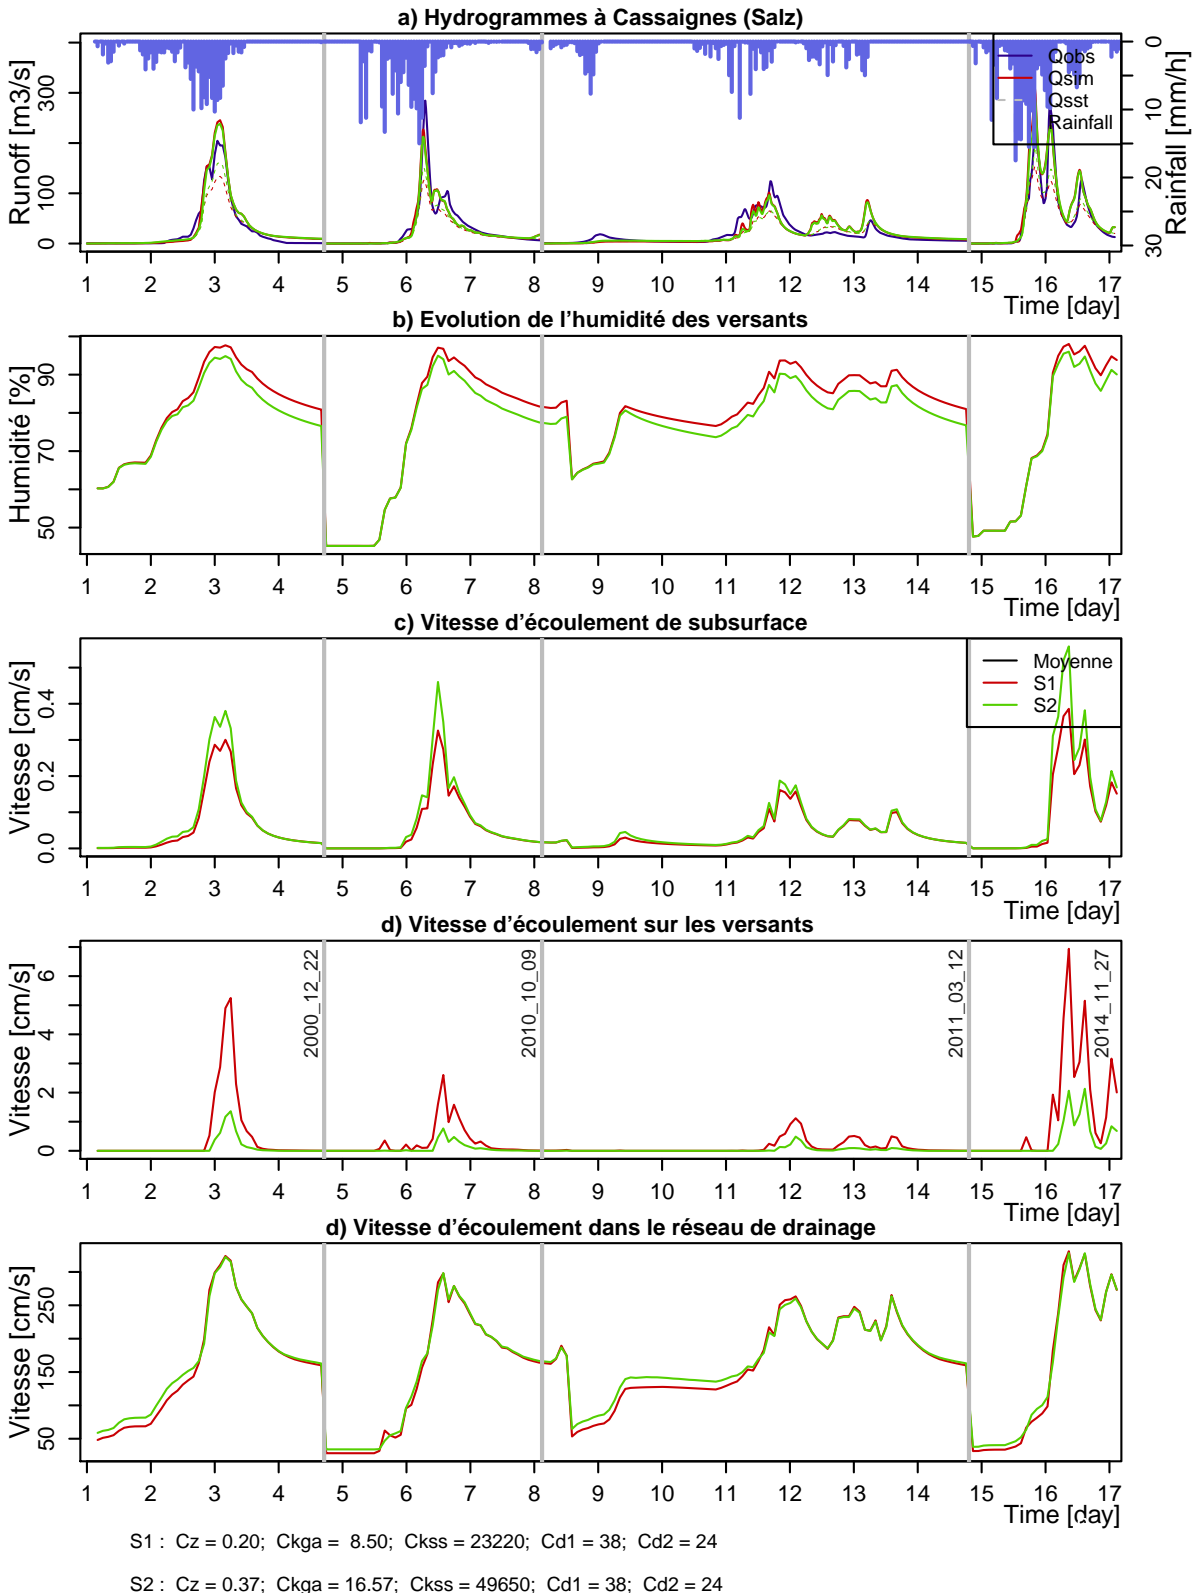 a) Hydrogrammes à Cassaignes (Salz)
Runoff [m3/s]
0 100 300
Qobs
Qsim
Qsst
Rainfall
0 10 20 30
Rainfall [mm/h]
1 2 3 4 5 6 7 8 9 10 11 12 13 14 15 16 17
Time [day]
b) Evolution de l'humidité des versants
Humidité [%]
50 70 90
1 2 3 4 5 6 7 8 9 10 11 12 13 14 15 16 17
Time [day]
c) Vitesse d'écoulement de subsurface
Vitesse [cm/s]
0.0 0.2 0.4
Moyenne
S1
S2
1 2 3 4 5 6 7 8 9 10 11 12 13 14 15 16 17
Time [day]
d) Vitesse d'écoulement sur les versants
Vitesse [cm/s]
0 2 4 6
2000_12_22
2010_10_09
2011_03_12
2014_11_27
1 2 3 4 5 6 7 8 9 10 11 12 13 14 15 16 17
Time [day]
d) Vitesse d'écoulement dans le réseau de drainage
Vitesse [cm/s]
50 150 250
1 2 3 4 5 6 7 8 9 10 11 12 13 14 15 16 17
Time [day]
S1 : Cz = 0.20; Ckga = 8.50; Ckss = 23220; Cd1 = 38; Cd2 = 24
S2 : Cz = 0.37; Ckga = 16.57; Ckss = 49650; Cd1 = 38; Cd2 = 24